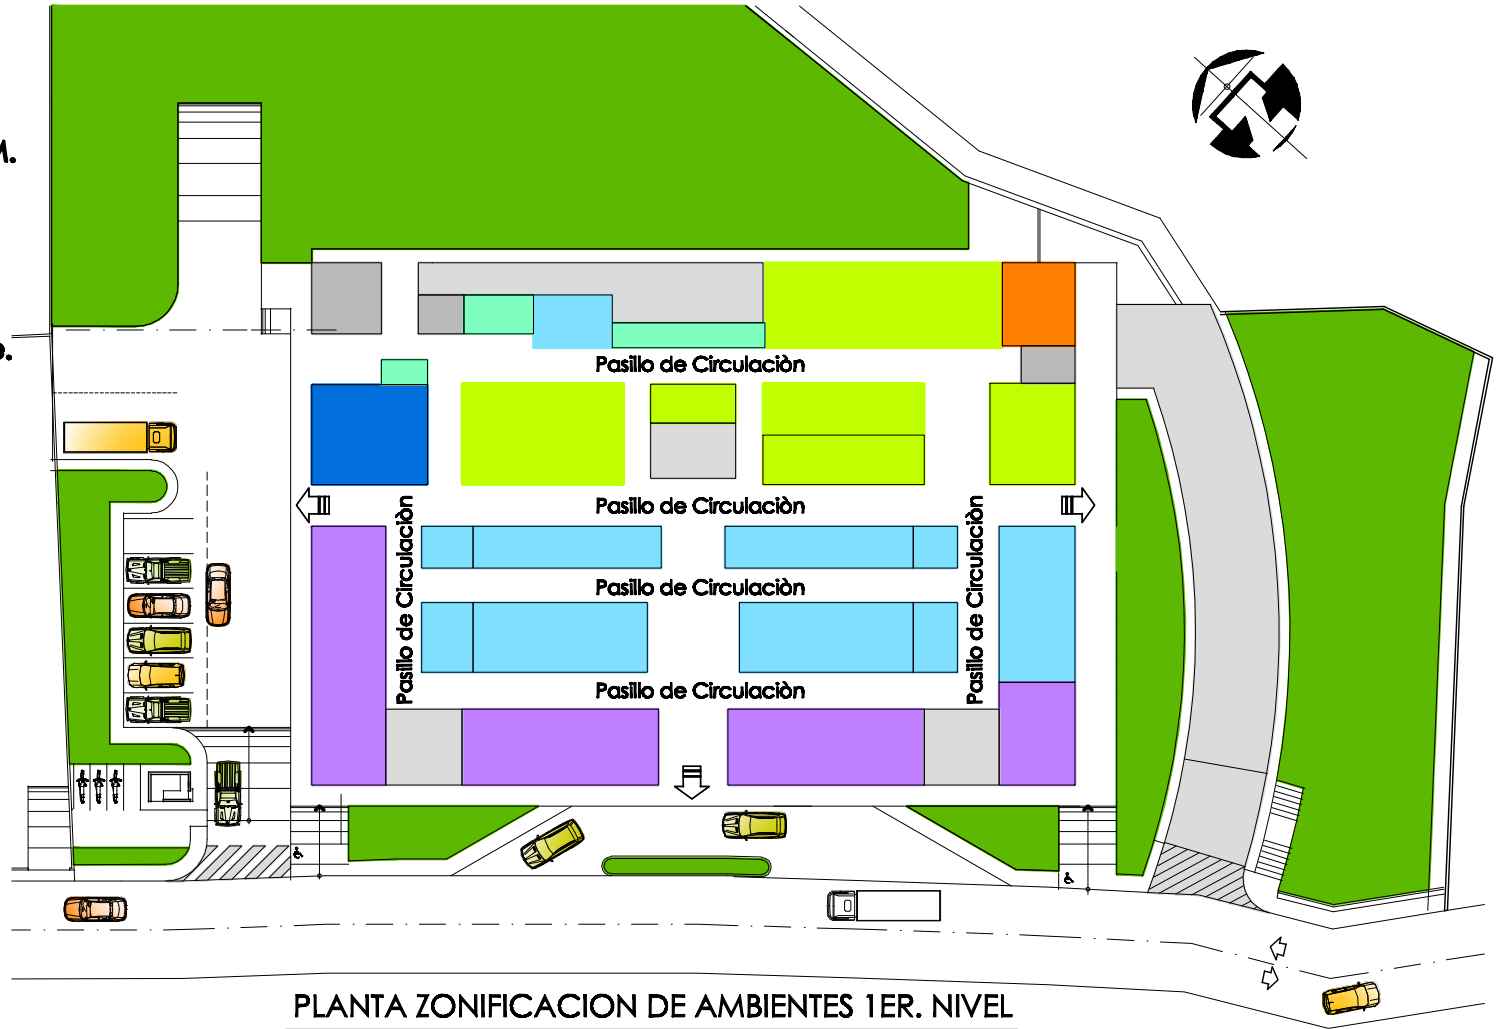 M.
Pasillo de Circulaciòn
Pasillo de Circulaciòn
Pasillo de Circulaciòn
Pasillo de Circulaciòn
Pasillo de Circulaciòn
Pasillo de Circulaciòn
PLANTA ZONIFICACION DE AMBIENTES 1ER. NIVEL